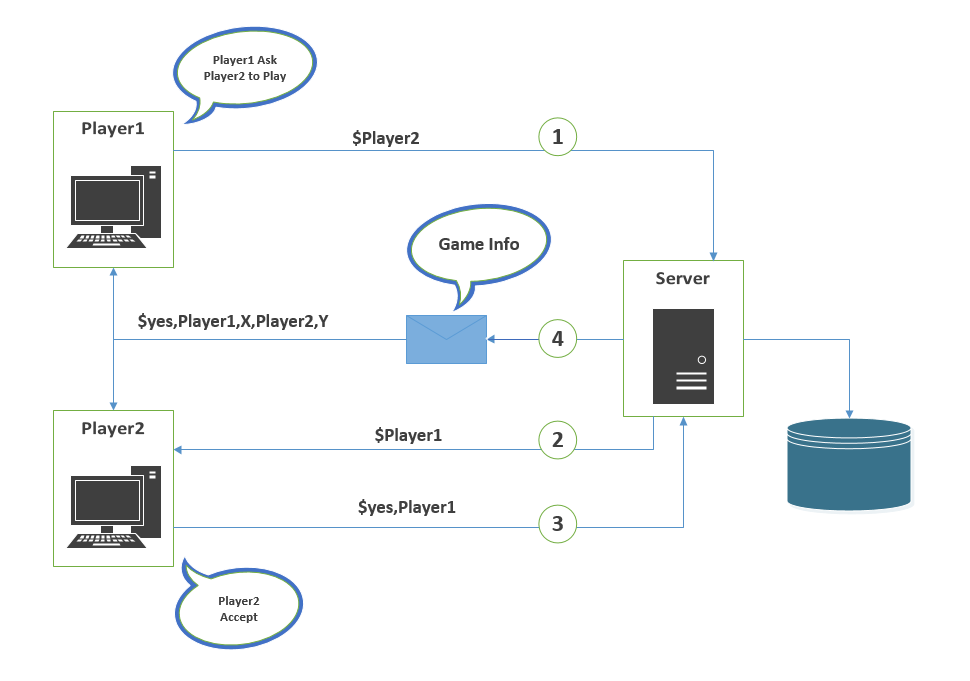 Player1 Ask
Player2 to Play
Player1
$Player2
1
Game Info
Server
$yes,Player1,X,Player2,Y
4
Player2
$Player1
2
$yes,Player1
3
Player2
Accept